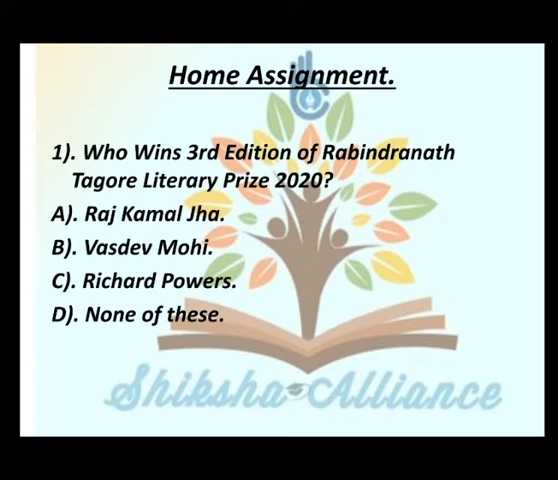 Home Assignment.
1). Who Wins 3rd Edition of Rabindranath
Tagore Literary Prize 2020?
A). Raj Kamal Jha.
B). Vasdev Mohi.
C). Richard Powers.
D). None of these.
Shiksha Alliance